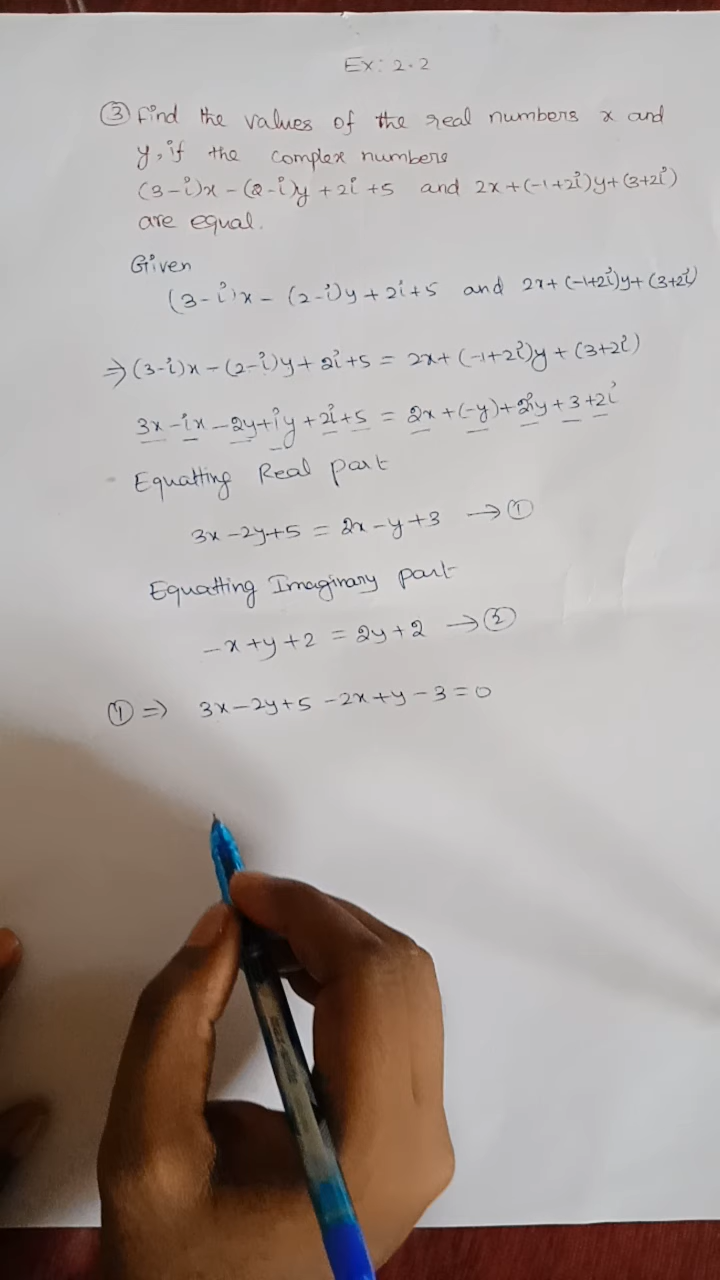 Ex: 2.2
③ Find the values of the real numbers x and
y, if the complex numbers
(3-i)x - (2-i)y + 2i + 5 and 2x + (-1+2i)y + (3+2i)
are equal.
Given
(3-i)x - (2-i)y + 2i + 5 and 2x + (-1+2i)y + (3+2i)
⇒ (3-i)x - (2-i)y + 2i + 5 = 2x + (-1+2i)y + (3+2i)
3x - ix - 2y + iy + 2i + 5 = 2x + (-y) + 2iy + 3 + 2i
Equatting Real part
3x - 2y + 5 = 2x - y + 3 → ①
Equatting Imaginary part
-x + y + 2 = 2y + 2 → ②
① ⇒ 3x - 2y + 5 - 2x + y - 3 = 0